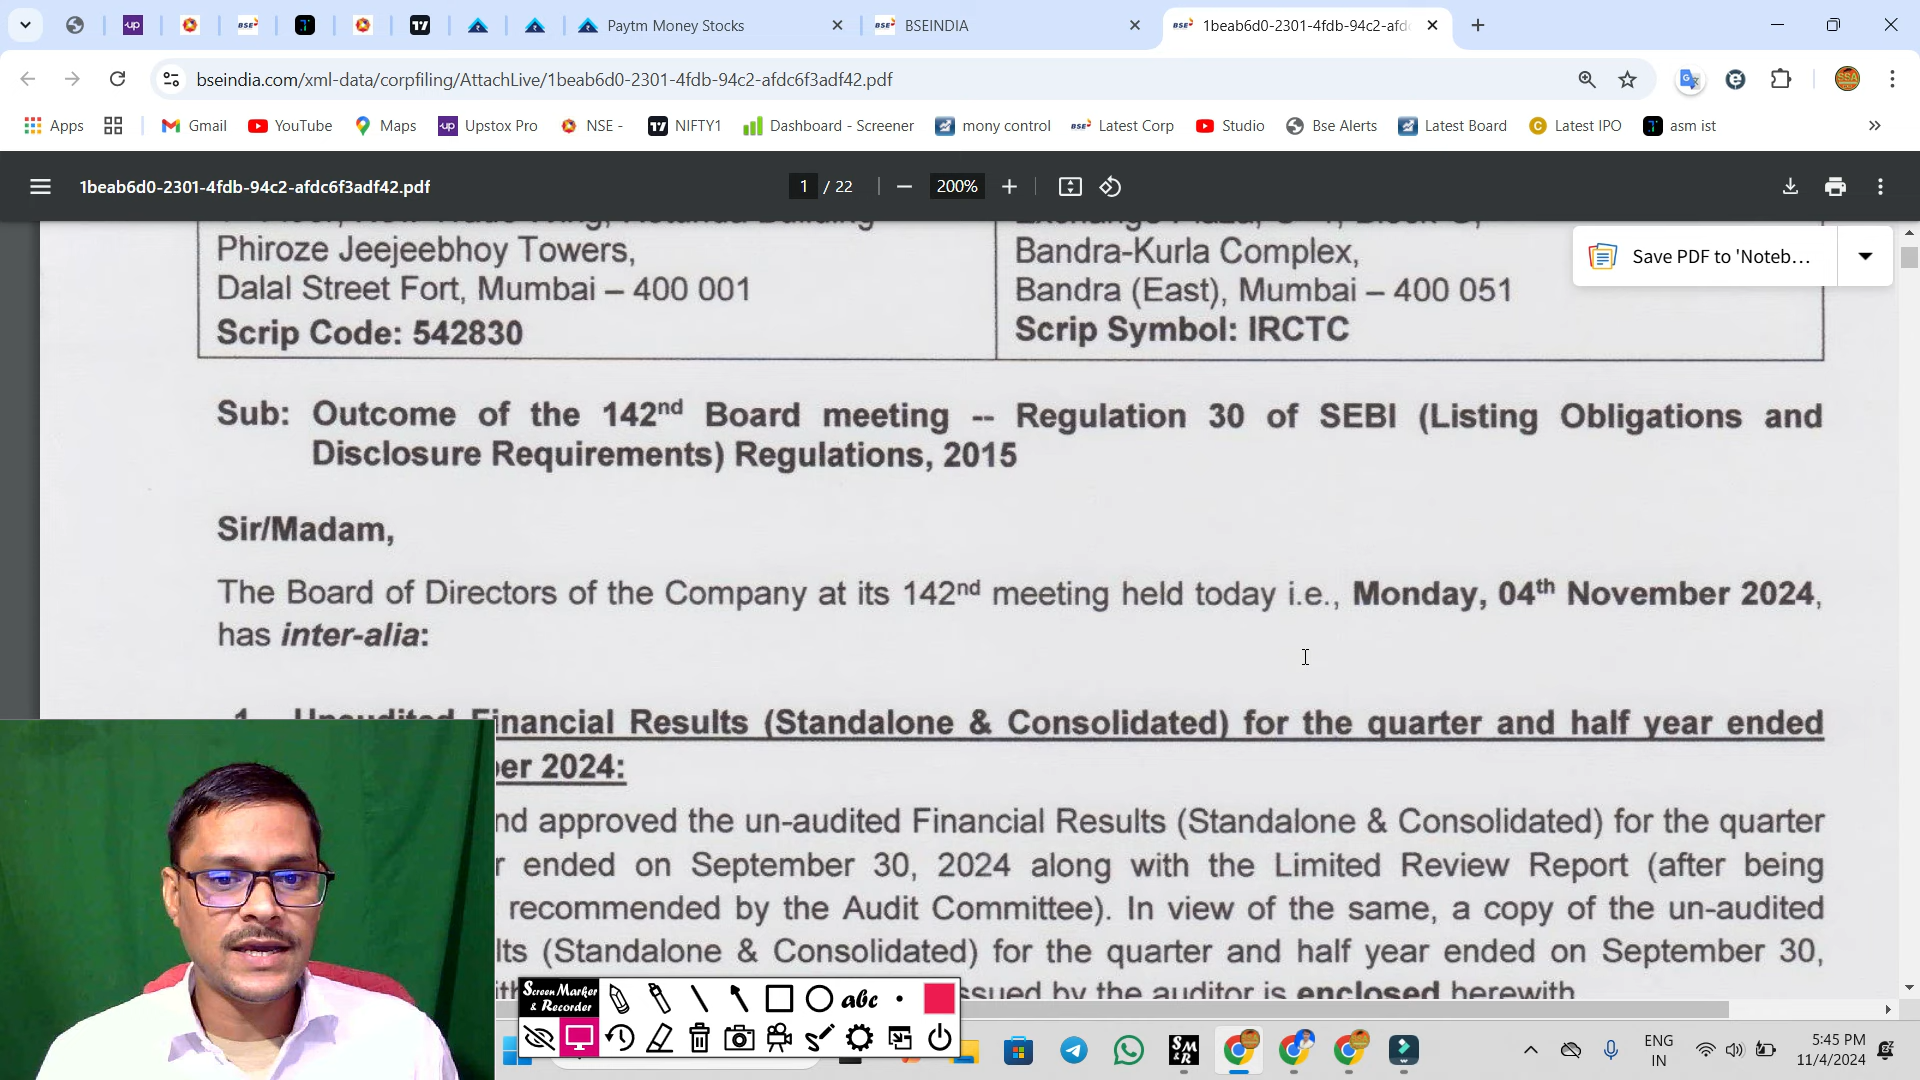 Paytm Money Stocks
BSEINDIA
1beab6d0-2301-4fdb-94c2-afd
bseindia.com/xml-data/corpfiling/AttachLive/1beab6d0-2301-4fdb-94c2-afdc6f3adf42.pdf
Apps
Gmail
YouTube
Maps
Upstox Pro
NSE -
NIFTY1
Dashboard - Screener
mony control
Latest Corp
Studio
Bse Alerts
Latest Board
Latest IPO
asm ist
1beab6d0-2301-4fdb-94c2-afdc6f3adf42.pdf
1 / 22
200%
Save PDF to 'Noteb...
Phiroze Jeejeebhoy Towers,
Dalal Street Fort, Mumbai – 400 001
Scrip Code: 542830
Bandra-Kurla Complex,
Bandra (East), Mumbai – 400 051
Scrip Symbol: IRCTC
Sub: Outcome of the 142nd Board meeting -- Regulation 30 of SEBI (Listing Obligations and
Disclosure Requirements) Regulations, 2015
Sir/Madam,
The Board of Directors of the Company at its 142nd meeting held today i.e., Monday, 04th November 2024,
has inter-alia:
1. Unaudited Financial Results (Standalone & Consolidated) for the quarter and half year ended
er 2024:
nd approved the un-audited Financial Results (Standalone & Consolidated) for the quarter
r ended on September 30, 2024 along with the Limited Review Report (after being
recommended by the Audit Committee). In view of the same, a copy of the un-audited
lts (Standalone & Consolidated) for the quarter and half year ended on September 30,
ssued by the auditor is enclosed herewith
Screen Marker
& Recorder
abc
ENG
IN
5:45 PM
11/4/2024